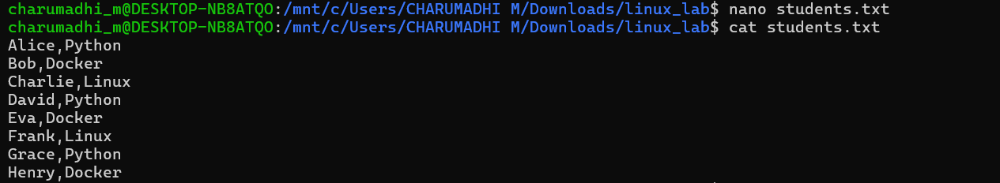 charumadhi_m@DESKTOP-NB8ATQO:/mnt/c/Users/CHARUMADHI M/Downloads/linux_lab$ nano students.txt
charumadhi_m@DESKTOP-NB8ATQO:/mnt/c/Users/CHARUMADHI M/Downloads/linux_lab$ cat students.txt
Alice,Python
Bob,Docker
Charlie,Linux
David,Python
Eva,Docker
Frank,Linux
Grace,Python
Henry,Docker